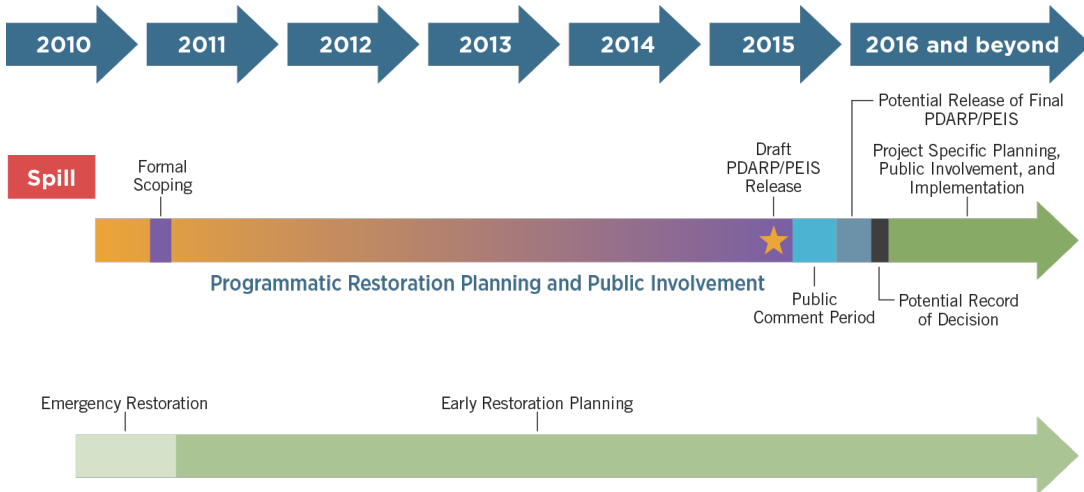 2010
2011
2012
2013
2014
2015
2016 and beyond
Potential Release of Final
PDARP/PEIS
Spill
Formal
Scoping
Draft
PDARP/PEIS
Release
Project Specific Planning,
Public Involvement, and
Implementation
Programmatic Restoration Planning and Public Involvement
Public
Comment Period
Potential Record
of Decision
Emergency Restoration
Early Restoration Planning